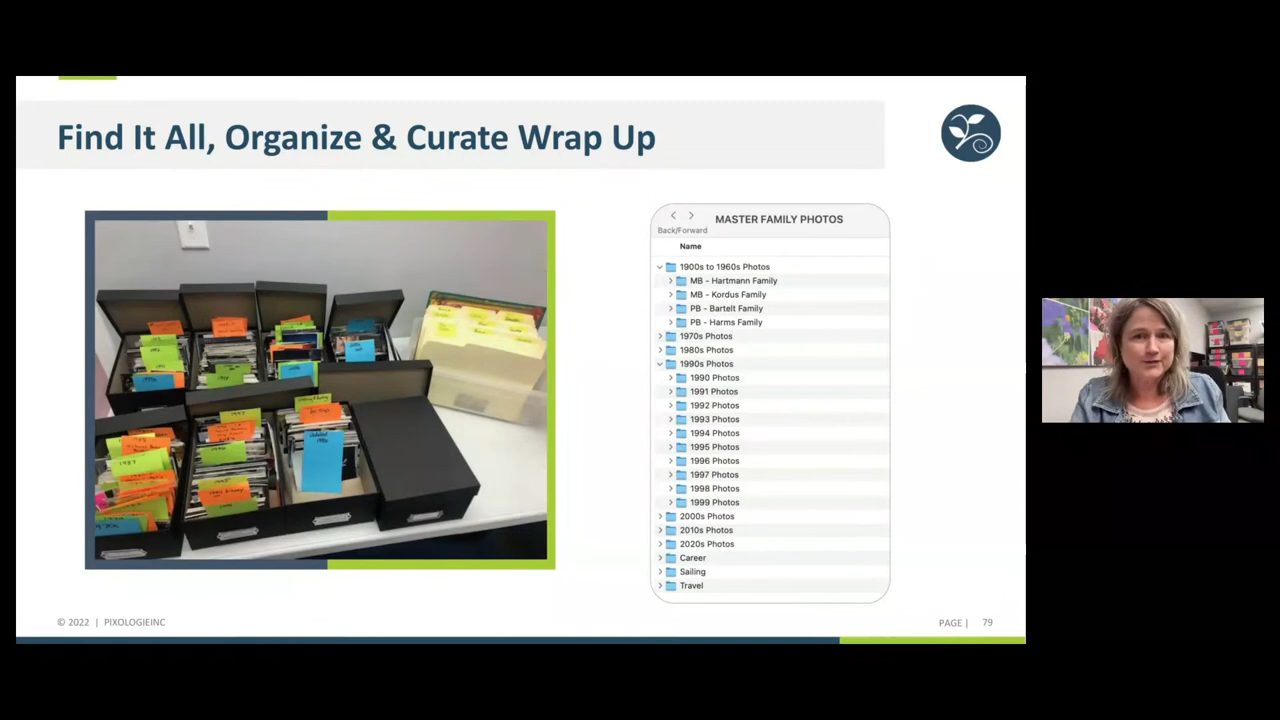 Find It All, Organize & Curate Wrap Up
MASTER FAMILY PHOTOS
Back/Forward
Name
1900s to 1960s Photos
MB - Hartmann Family
MB - Kordus Family
PB - Bartelt Family
PB - Harms Family
1970s Photos
1980s Photos
1990s Photos
1990 Photos
1991 Photos
1992 Photos
1993 Photos
1994 Photos
1995 Photos
1996 Photos
1997 Photos
1998 Photos
1999 Photos
2000s Photos
2010s Photos
2020s Photos
Career
Sailing
Travel
© 2022 | PIXOLOGIEINC
PAGE | 79